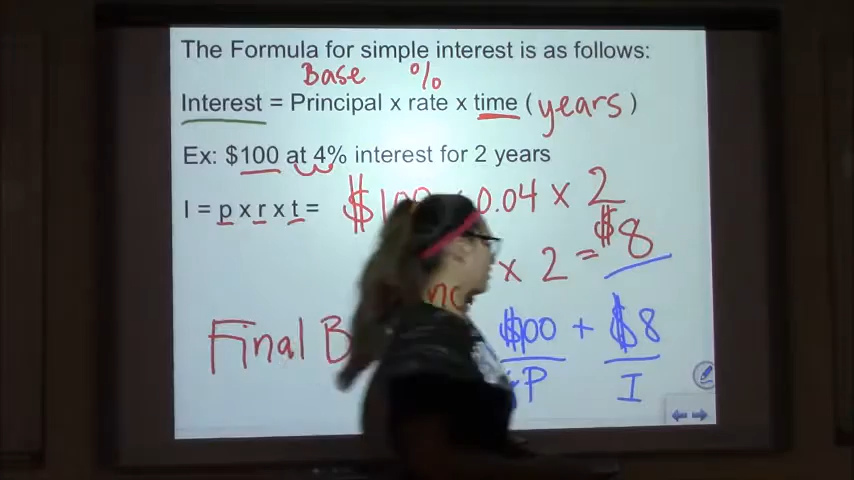 The Formula for simple interest is as follows:
Base %
Interest = Principal x rate x time (years)
Ex: $100 at 4% interest for 2 years
I = p x r x t = $100 x 0.04 x 2
x 2 = $8
Final B
$100 + $8
P I